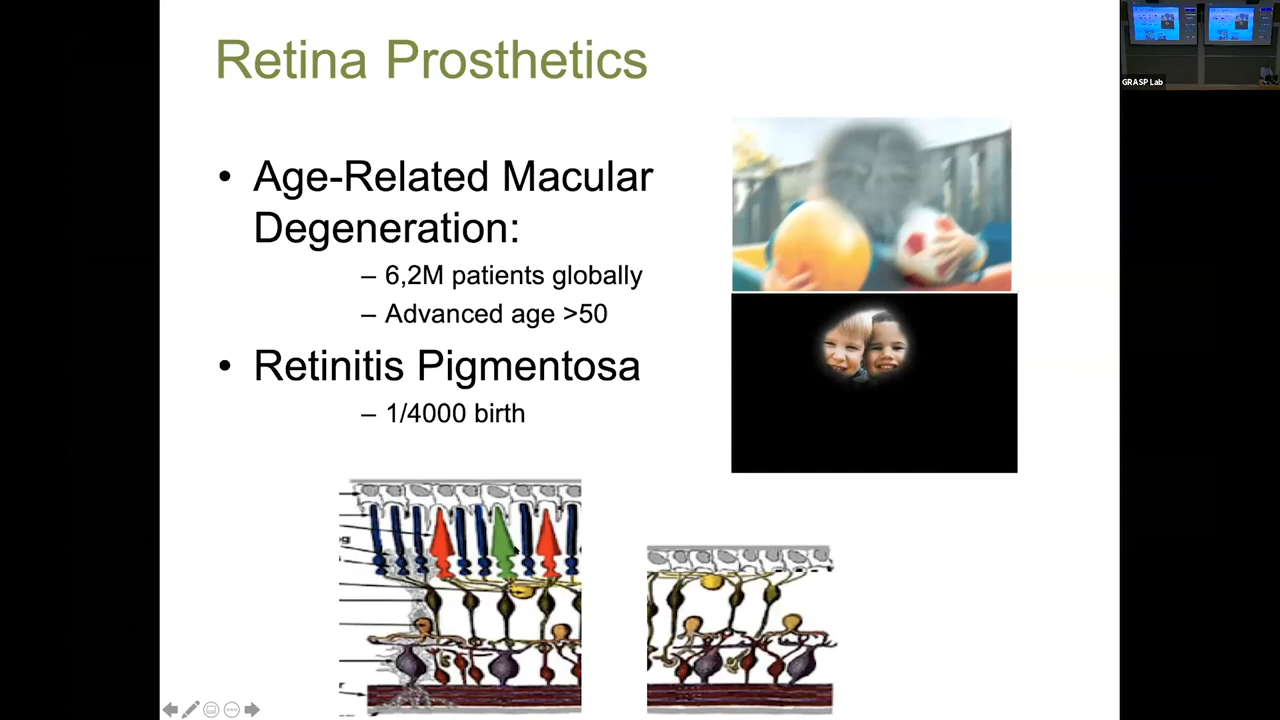 Retina Prosthetics
GRASP Lab
• Age-Related Macular
Degeneration:
– 6,2M patients globally
– Advanced age >50
• Retinitis Pigmentosa
– 1/4000 birth